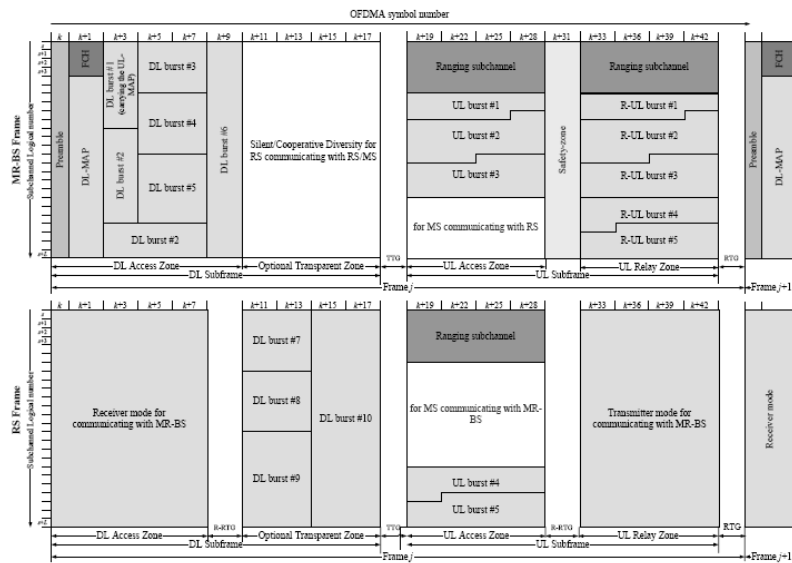 OFDMA symbol number
k k+1 k+3 k+5 k+7 k+9 k+11 k+13 k+15 k+17 k+19 k+22 k+25 k+28 k+31 k+33 k+36 k+39 k+42 k k+1
MR-BS Frame
Subchannel Logical number
s
s+1
s+2
s+3
s+L
Preamble
FCH
DL-MAP
DL burst #1 (carrying the UL-MAP)
DL burst #2
DL burst #3
DL burst #4
DL burst #5
DL burst #2
DL burst #6
Silent/Cooperative Diversity for
RS communicating with RS/MS
Ranging subchannel
UL burst #1
UL burst #2
UL burst #3
for MS communicating with RS
Safety-zone
Ranging subchannel
R-UL burst #1
R-UL burst #2
R-UL burst #3
R-UL burst #4
R-UL burst #5
Preamble
FCH
DL-MAP
DL Access Zone
Optional Transparent Zone
TTG
UL Access Zone
UL Relay Zone
RTG
DL Subframe
UL Subframe
Frame j
Frame j+1
k k+1 k+3 k+5 k+7 k+11 k+13 k+15 k+17 k+19 k+22 k+25 k+28 k+33 k+36 k+39 k+42 k k+1
RS Frame
Subchannel Logical number
s
s+1
s+2
s+3
s+L
Receiver mode for
communicating with MR-BS
DL burst #7
DL burst #8
DL burst #9
DL burst #10
Ranging subchannel
for MS communicating with MR-
BS
UL burst #4
UL burst #5
Transmitter mode for
communicating with MR-BS
Receiver mode
DL Access Zone
R-RTG
Optional Transparent Zone
TTG
UL Access Zone
R-RTG
UL Relay Zone
RTG
DL Subframe
UL Subframe
Frame j
Frame j+1